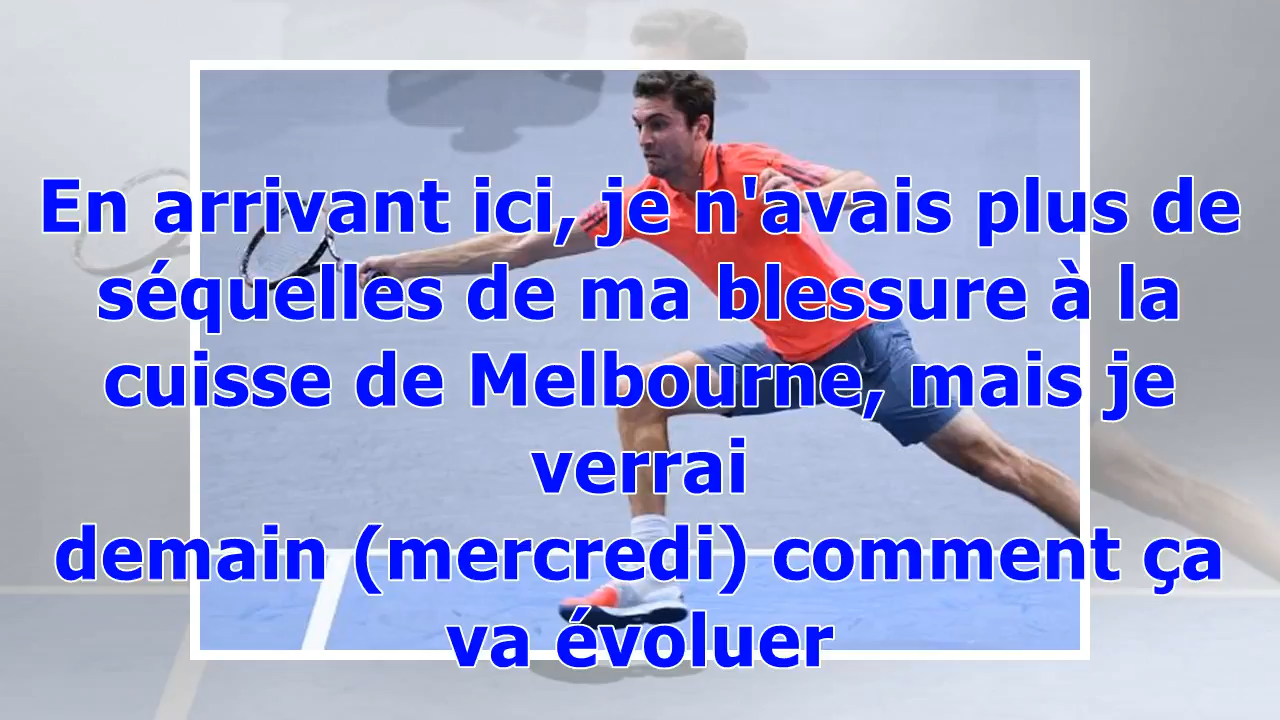 En arrivant ici, je n'avais plus de
séquelles de ma blessure à la
cuisse de Melbourne, mais je
verrai
demain (mercredi) comment ça
va évoluer